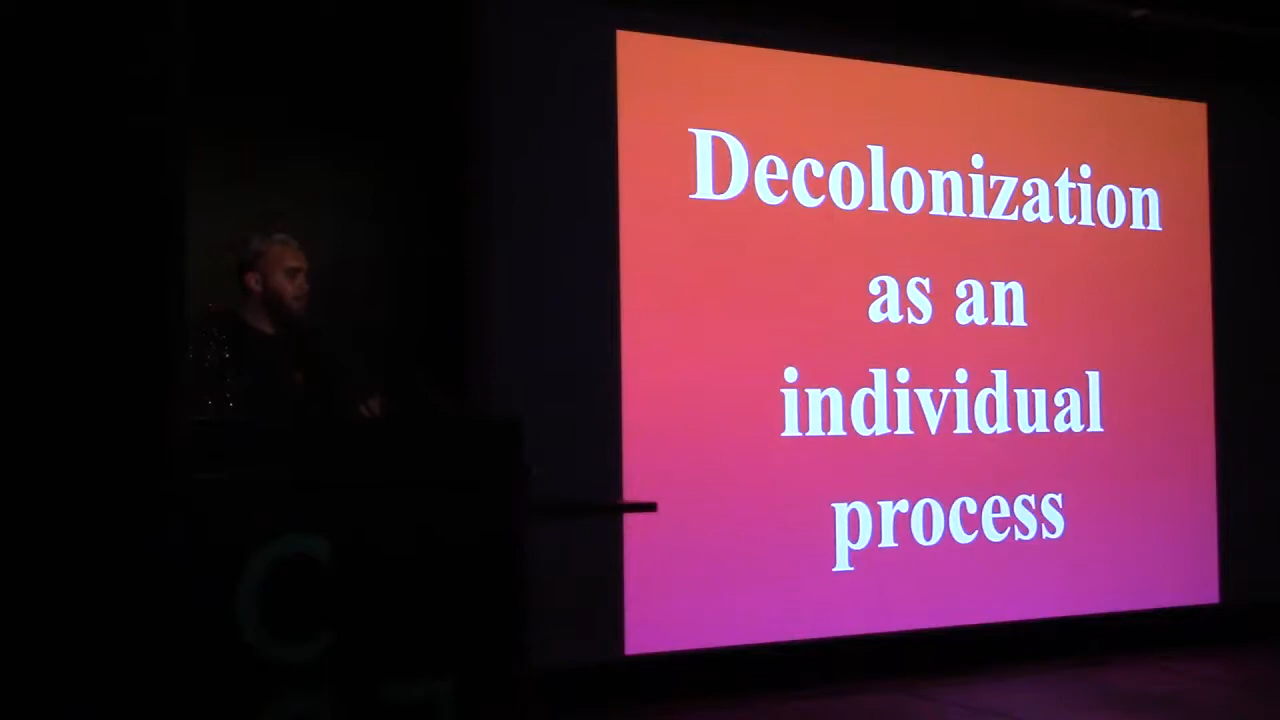 Decolonization
as an
individual
process